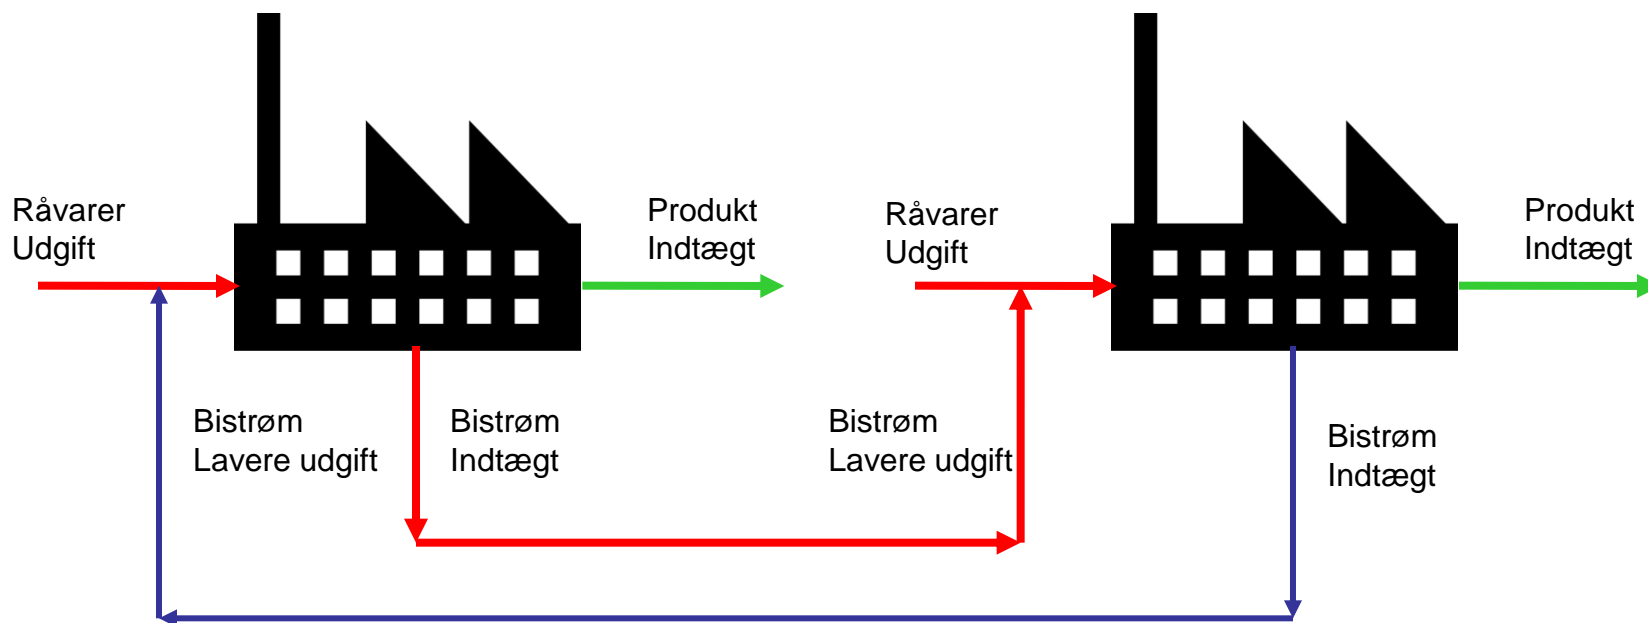 Råvarer
Udgift
Produkt
Indtægt
Råvarer
Udgift
Produkt
Indtægt
Bistrøm
Lavere udgift
Bistrøm
Indtægt
Bistrøm
Lavere udgift
Bistrøm
Indtægt